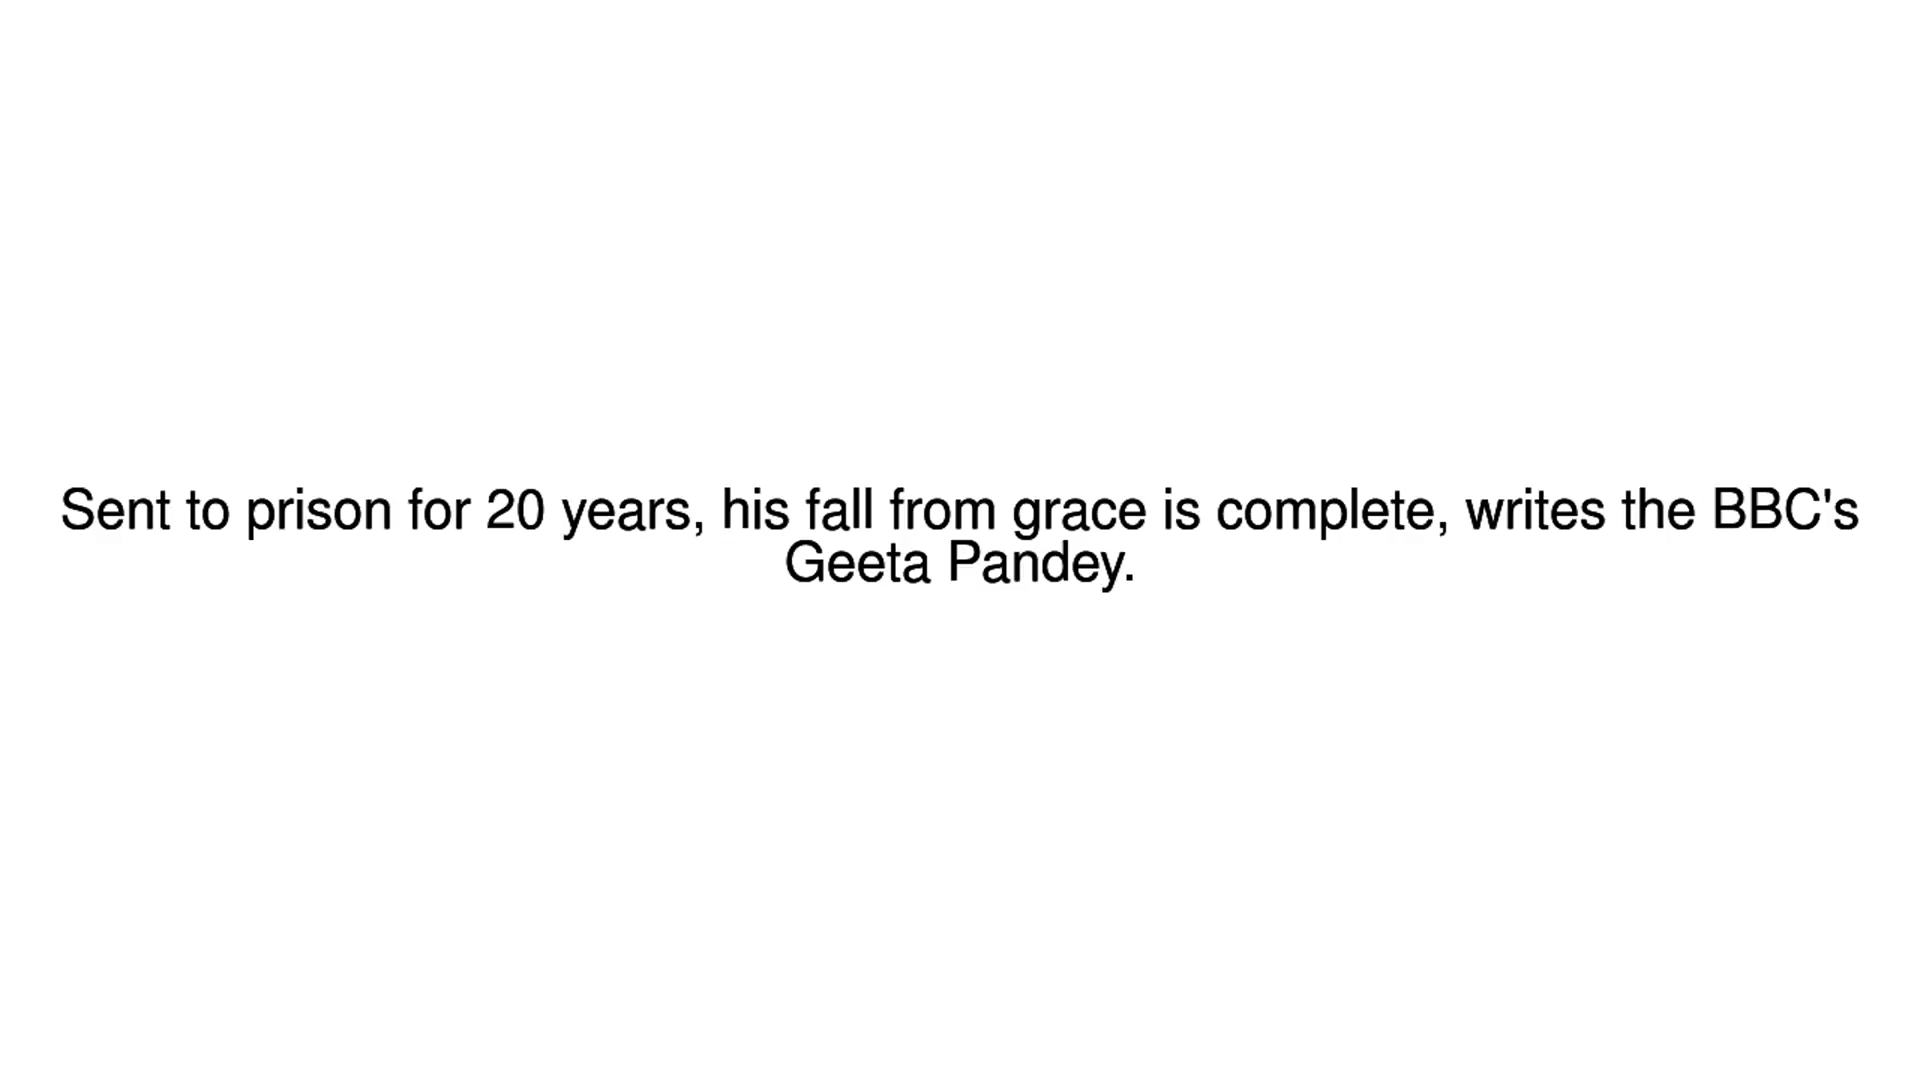 Sent to prison for 20 years, his fall from grace is complete, writes the BBC's
Geeta Pandey.